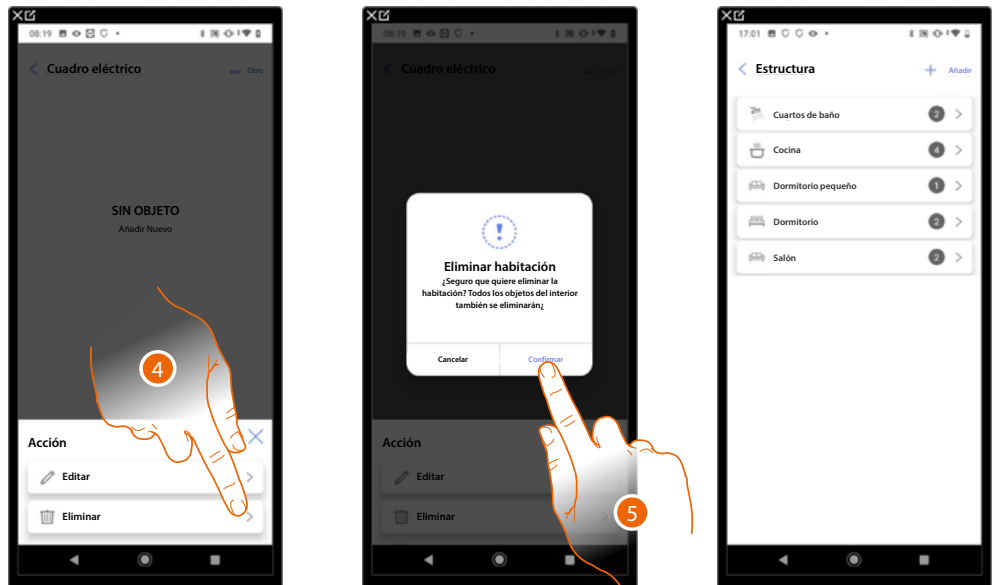 08:19
Cuadro eléctrico
Otro
SIN OBJETO
Añadir Nuevo
4
Acción
Editar
Eliminar
08:19
Cuadro eléctrico
Otro
Eliminar habitación
¿Seguro que quiere eliminar la
habitación? Todos los objetos del interior
también se eliminarán¿
Cancelar
Confirmar
Acción
Editar
Eliminar
5
17:01
Estructura
Añadir
Cuartos de baño
2
Cocina
4
Dormitorio pequeño
1
Dormitorio
2
Salón
2